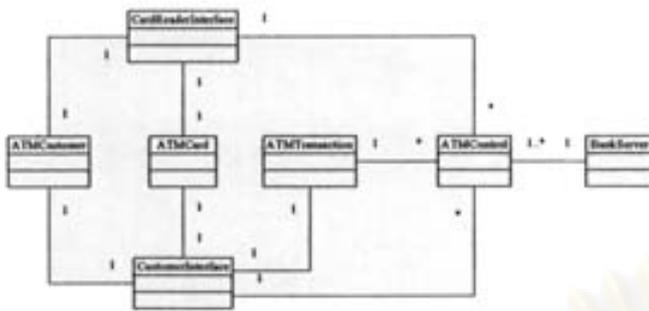 CardReaderInterface
1
1
1
1
1
*
ATMCustomer
ATMCard
ATMTransaction
1
*
ATMControl
1..*
1
BankServer
1
1
1
*
1
1
1
1
CustomerInterface